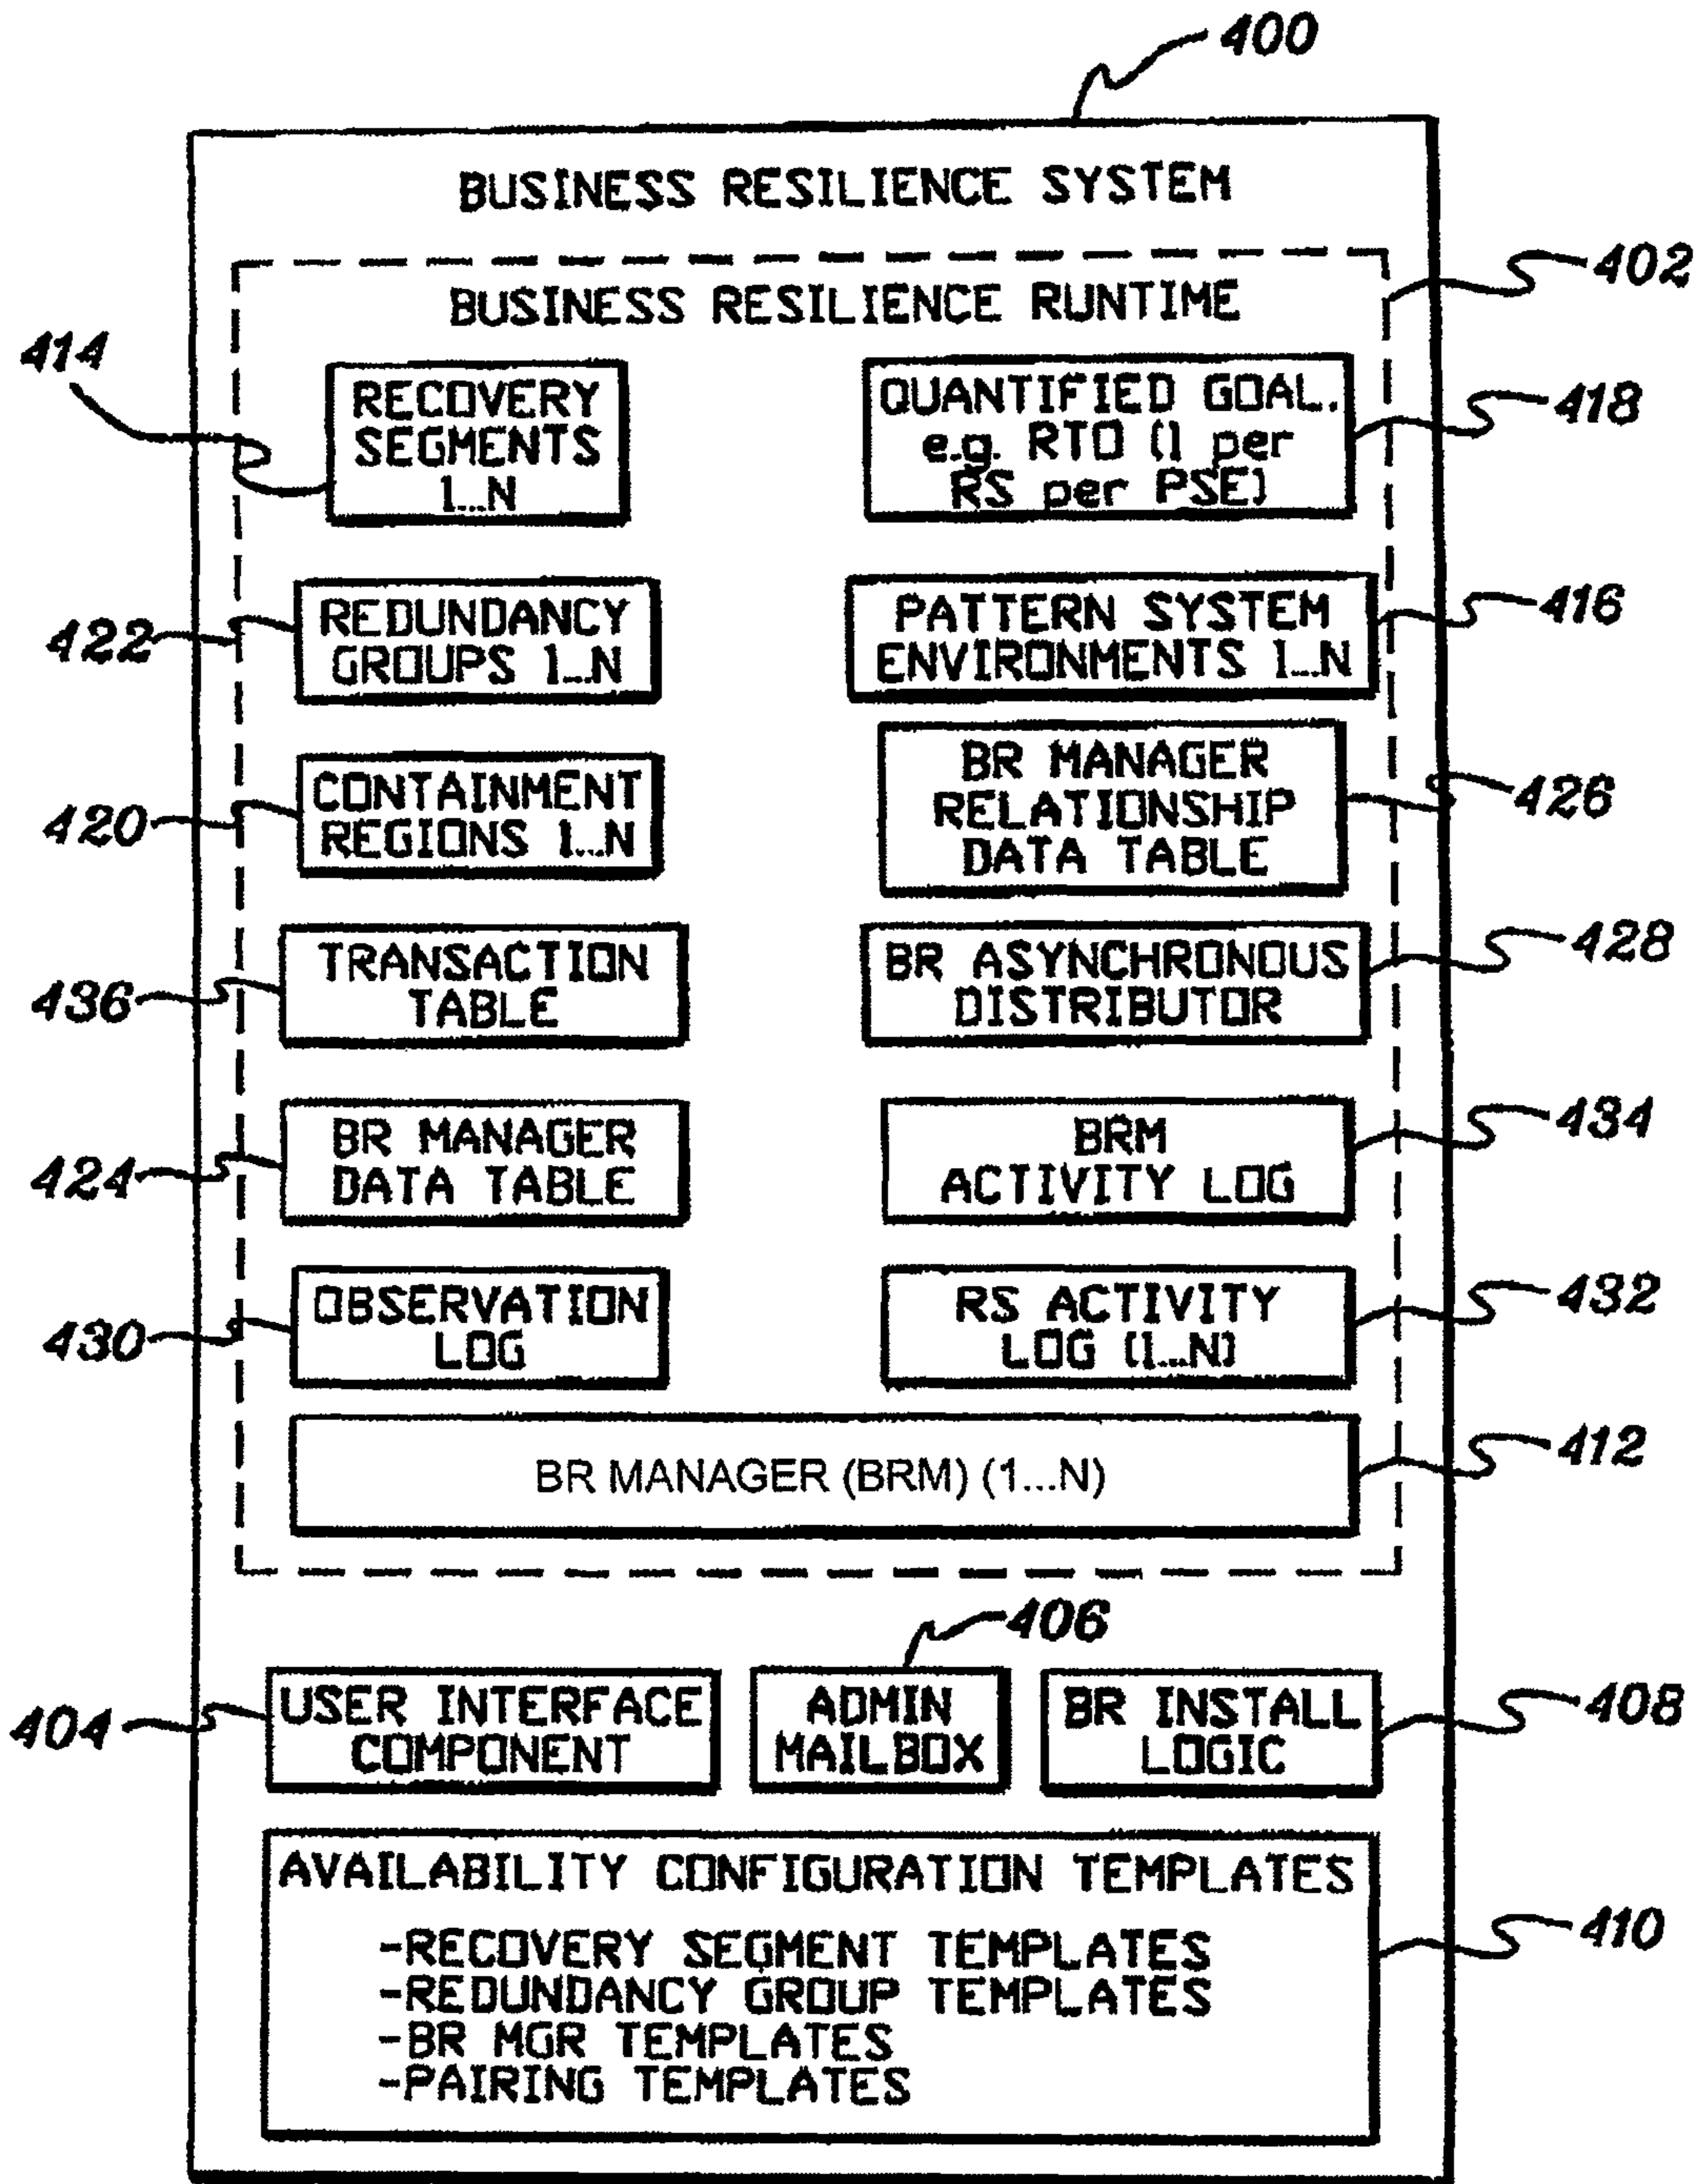 400
BUSINESS RESILIENCE SYSTEM
402
BUSINESS RESILIENCE RUNTIME
414
RECOVERY
SEGMENTS
1...N
QUANTIFIED GOAL.
e.g. RTO (1 per
RS per PSE)
418
422
REDUNDANCY
GROUPS 1...N
PATTERN SYSTEM
ENVIRONMENTS 1...N
416
420
CONTAINMENT
REGIONS 1...N
BR MANAGER
RELATIONSHIP
DATA TABLE
426
436
TRANSACTION
TABLE
BR ASYNCHRONOUS
DISTRIBUTOR
428
424
BR MANAGER
DATA TABLE
BRM
ACTIVITY LOG
434
430
OBSERVATION
LOG
RS ACTIVITY
LOG (1...N)
432
BR MANAGER (BRM) (1...N)
412
406
404
USER INTERFACE
COMPONENT
ADMIN
MAILBOX
BR INSTALL
LOGIC
408
AVAILABILITY CONFIGURATION TEMPLATES
-RECOVERY SEGMENT TEMPLATES
-REDUNDANCY GROUP TEMPLATES
-BR MGR TEMPLATES
-PAIRING TEMPLATES
410